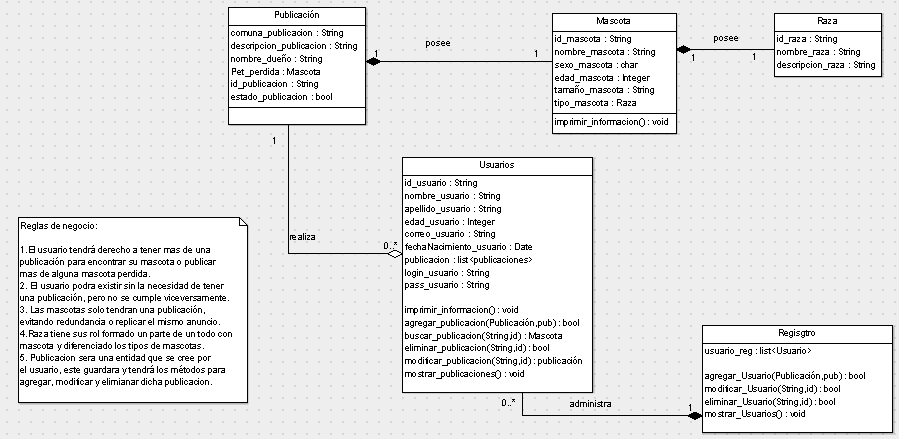 Publicación
comuna_publicacion : String
descripcion_publicacion : String
nombre_dueño : String
Pet_perdida : Mascota
id_publicacion : String
estado_publicacion : bool
1
posee
1
Mascota
id_mascota : String
nombre_mascota : String
sexo_mascota : char
edad_mascota : Integer
tamaño_mascota : String
tipo_mascota : Raza
imprimir_informacion() : void
posee
1
1
Raza
id_raza : String
nombre_raza : String
descripcion_raza : String
1
realiza
0..*
Usuarios
id_usuario : String
nombre_usuario : String
apellido_usuario : String
edad_usuario : Integer
correo_usuario : String
fechaNacimiento_usuario : Date
publicacion : list<publicaciones>
login_usuario : String
pass_usuario : String
imprimir_informacion() : void
agregar_publicacion(Publicación,pub) : bool
buscar_publicacion(String,id) : Mascota
eliminar_publicacion(String,id) : bool
modificar_publicacion(String,id) : publicación
mostrar_publicaciones() : void
0..*
administra
1
Regisgtro
usuario_reg : list<Usuario>
agregar_Usuario(Publicación,pub) : bool
modificar_Usuario(String,id) : bool
eliminar_Usuario(String,id) : bool
mostrar_Usuarios() : void
Reglas de negocio:
1.El usuario tendrá derecho a tener mas de una
publicación para encontrar su mascota o publicar
mas de alguna mascota perdida.
2. El usuario podra existir sin la necesidad de tener
una publicación, pero no se cumple viceversamente.
3. Las mascotas solo tendran una publicación,
evitando redundancia o replicar el mismo anuncio.
4.Raza tiene sus rol formado un parte de un todo con
mascota y diferenciado los tipos de mascotas.
5. Publicacion sera una entidad que se cree por
el usuario, este guardara y tendrá los métodos para
agregar, modificar y elimianar dicha publicacion.